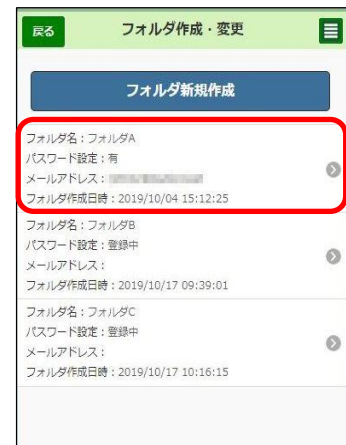 戻る
フォルダ作成・変更
フォルダ新規作成
フォルダ名：フォルダA
パスワード設定：有
メールアドレス：
フォルダ作成日時：2019/10/04 15:12:25
フォルダ名：フォルダB
パスワード設定：登録中
メールアドレス：
フォルダ作成日時：2019/10/17 09:39:01
フォルダ名：フォルダC
パスワード設定：登録中
メールアドレス：
フォルダ作成日時：2019/10/17 10:16:15